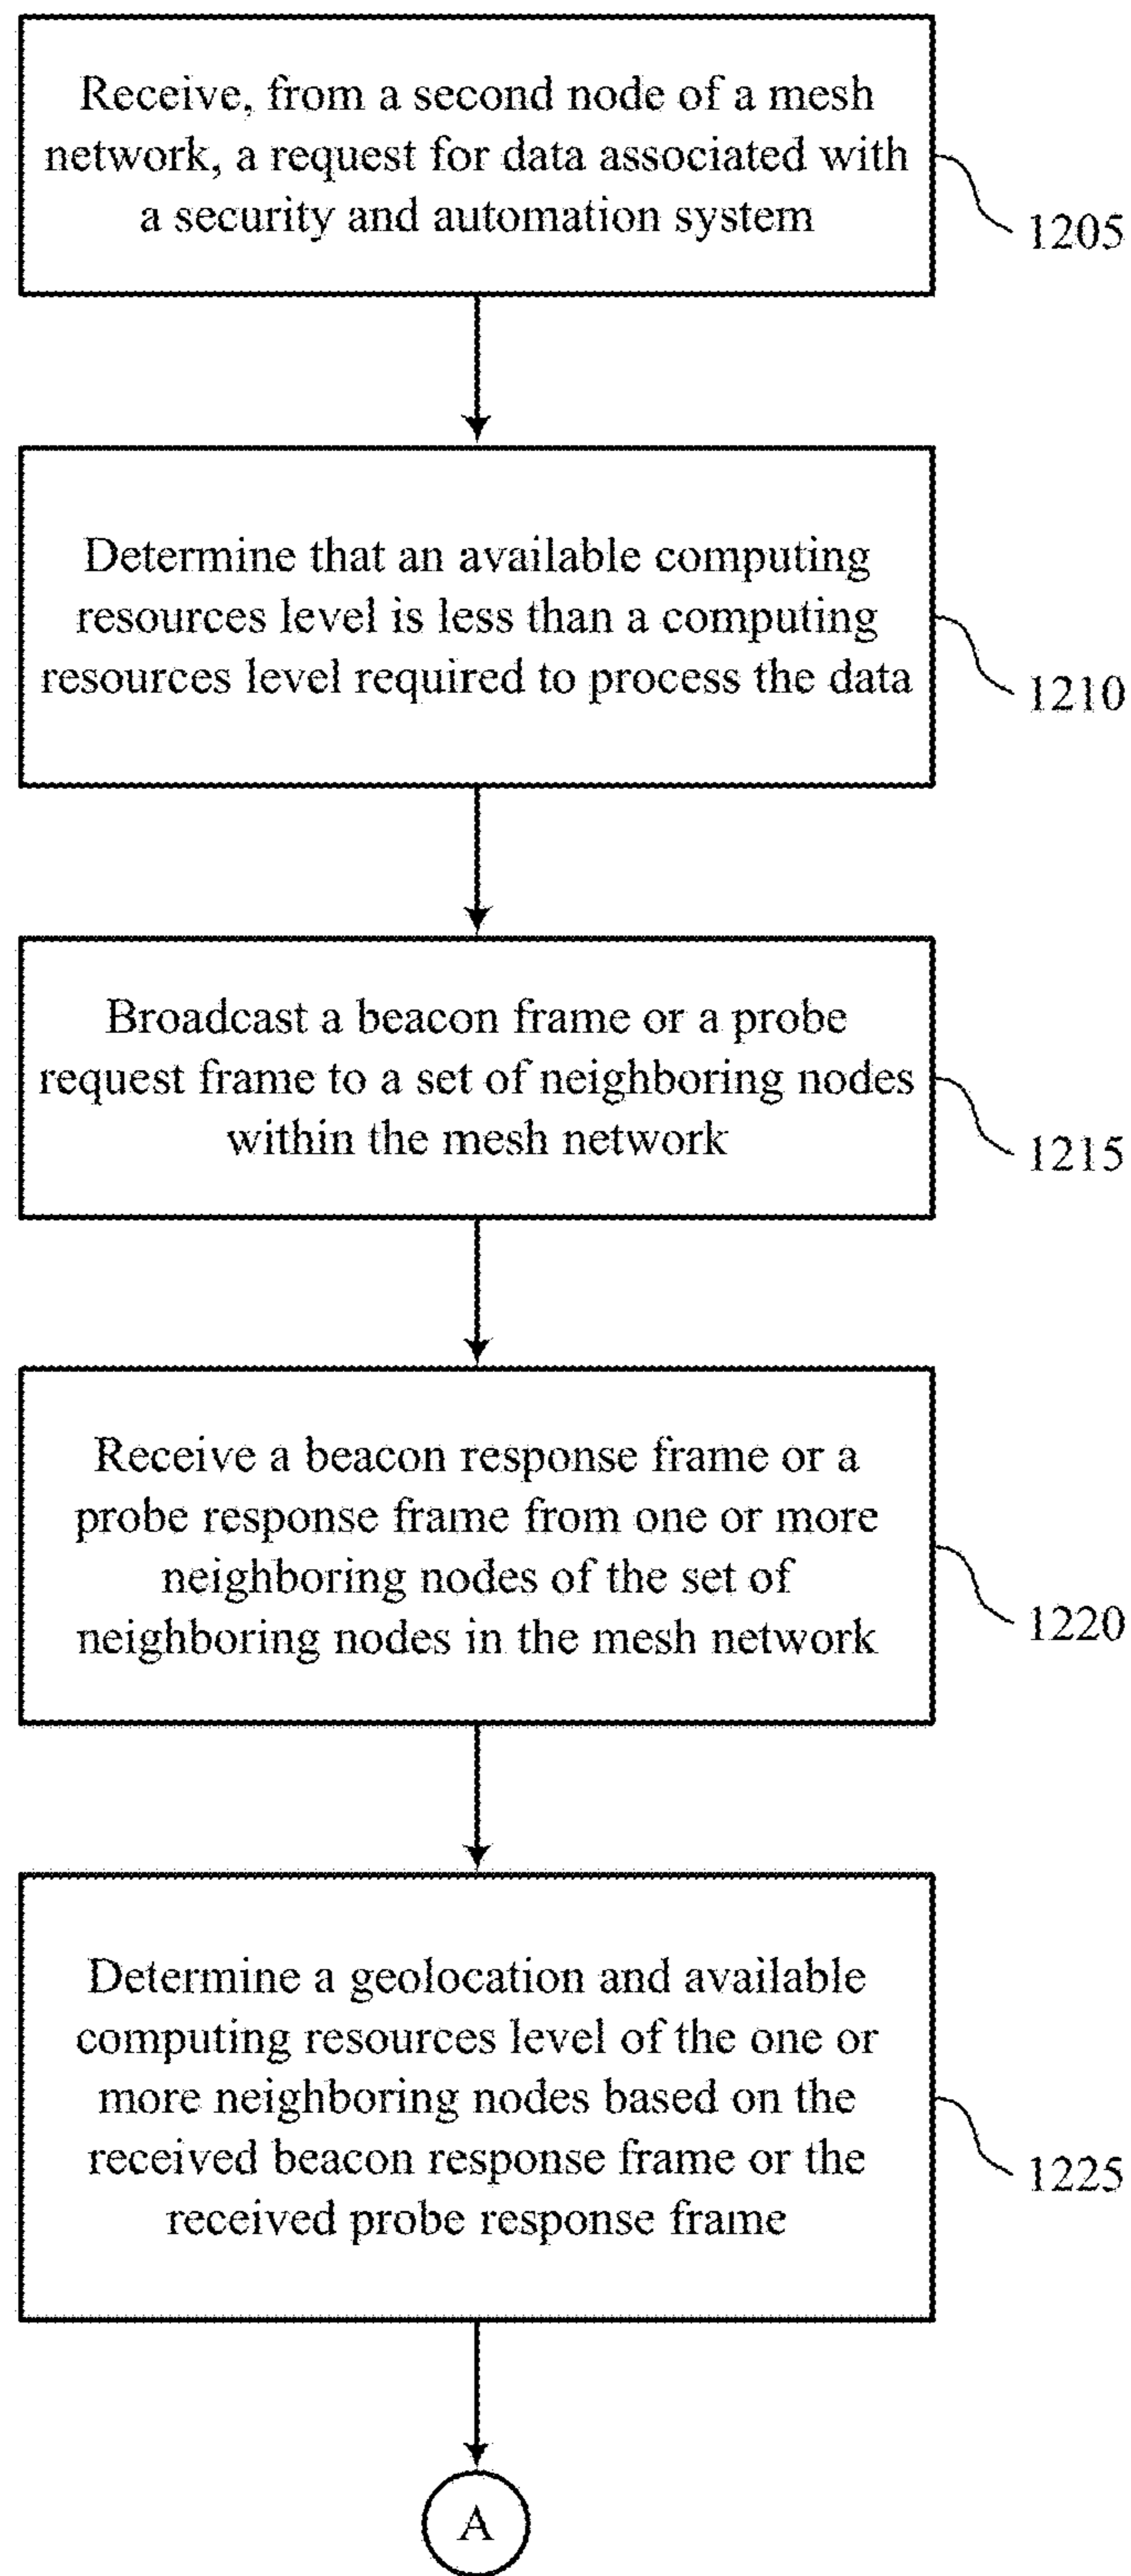 Receive, from a second node of a mesh
network, a request for data associated with
a security and automation system
1205
Determine that an available computing
resources level is less than a computing
resources level required to process the data
1210
Broadcast a beacon frame or a probe
request frame to a set of neighboring nodes
within the mesh network
1215
Receive a beacon response frame or a
probe response frame from one or more
neighboring nodes of the set of
neighboring nodes in the mesh network
1220
Determine a geolocation and available
computing resources level of the one or
more neighboring nodes based on the
received beacon response frame or the
received probe response frame
1225
A